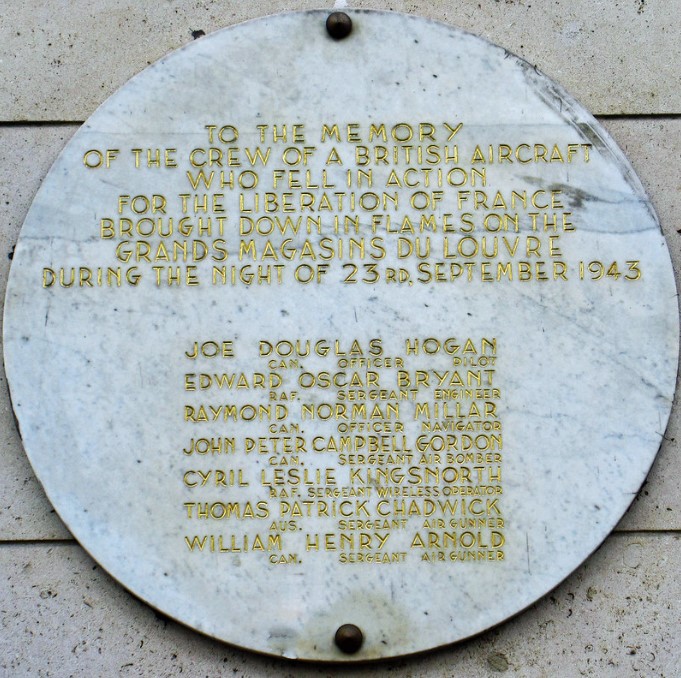 TO THE MEMORY
OF THE CREW OF A BRITISH AIRCRAFT
WHO FELL IN ACTION
FOR THE LIBERATION OF FRANCE
BROUGHT DOWN IN FLAMES ON THE
GRANDS MAGASINS DU LOUVRE
DURING THE NIGHT OF 23RD. SEPTEMBER 1943
JOE DOUGLAS HOGAN
CAN. OFFICER PILOT
EDWARD OSCAR BRYANT
RAF. SERGEANT ENGINEER
RAYMOND NORMAN MILLAR
CAN. OFFICER NAVIGATOR
JOHN PETER CAMPBELL GORDON
CAN. SERGEANT AIR BOMBER
CYRIL LESLIE KINGSNORTH
RAF. SERGEANT WIRELESS OPERATOR
THOMAS PATRICK CHADWICK
AUS. SERGEANT AIR GUNNER
WILLIAM HENRY ARNOLD
CAN. SERGEANT AIR GUNNER